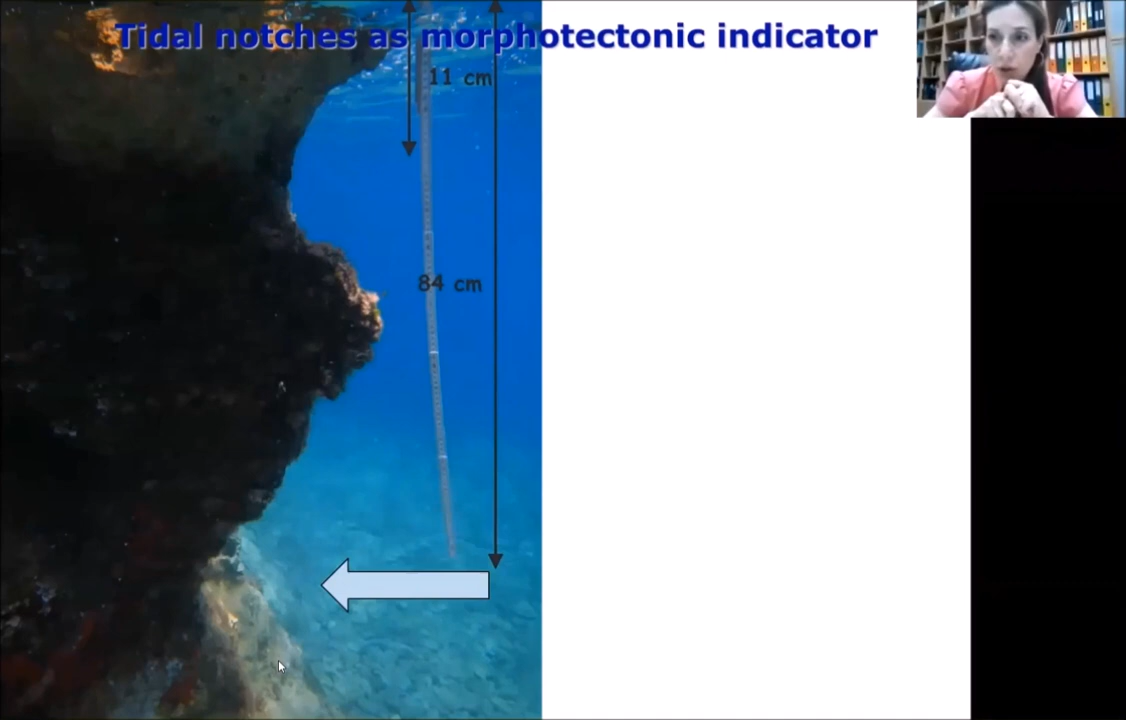 Tidal notches as morphotectonic indicator
11 cm
84 cm